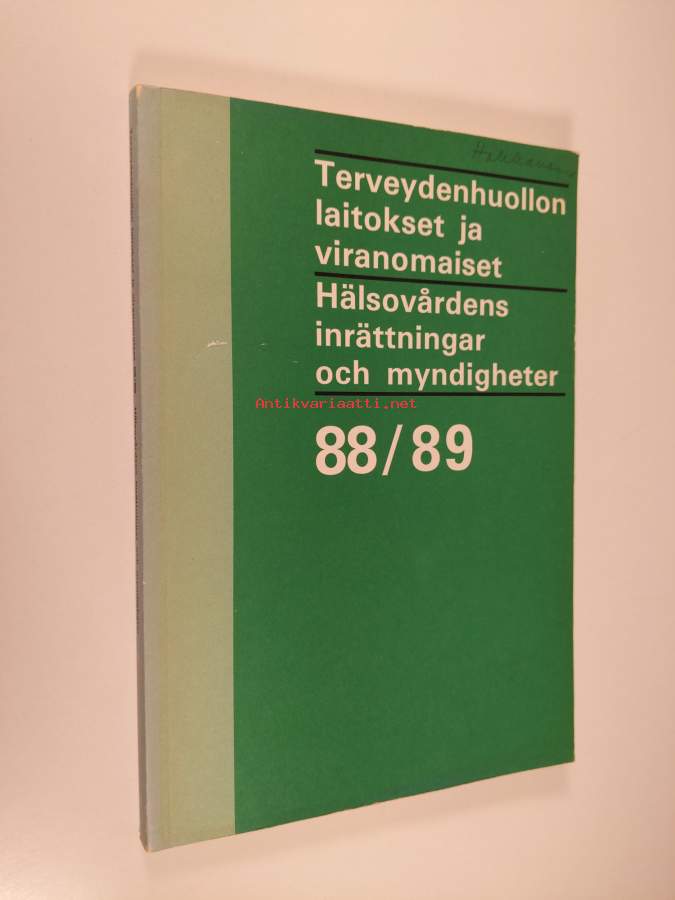 Terveydenhuollon
laitokset ja
viranomaiset
Hälsovårdens
inrättningar
och myndigheter
Antikvariaatti.net
88/89